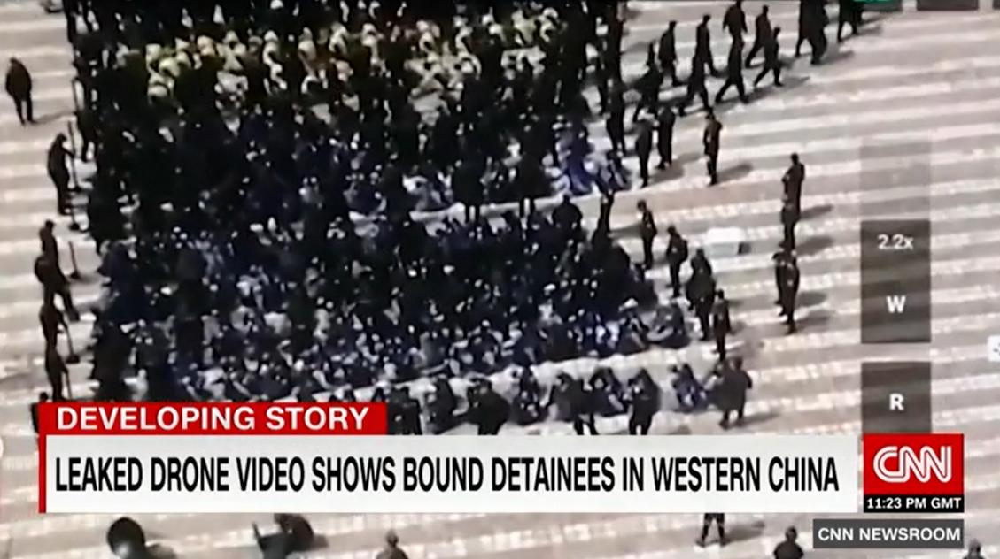 2.2x
W
R
DEVELOPING STORY
LEAKED DRONE VIDEO SHOWS BOUND DETAINEES IN WESTERN CHINA
CNN
11:23 PM GMT
CNN NEWSROOM